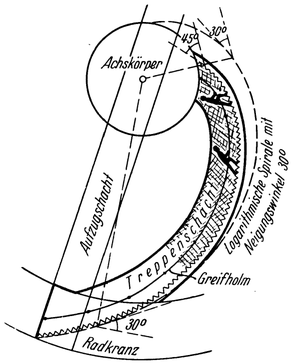 45°
30°
Achskörper
Aufzugschacht
Treppenschacht
Logarithmische Spirale mit
Neigungswinkel 30°
Greifholm
30°
Radkranz